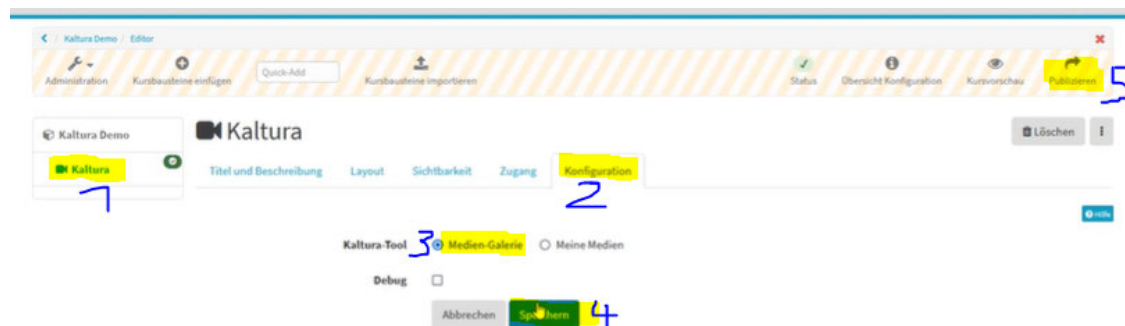 / Kaltura Demo / Editor
Administration Kursbausteine einfügen Quick-Add Kursbausteine importieren Status Übersicht Konfiguration Kursvorschau Publizieren 5
Kaltura Demo Kaltura Löschen
Kaltura Titel und Beschreibung Layout Sichtbarkeit Zugang Konfiguration
1 2
Hilfe
Kaltura-Tool 3 Medien-Galerie Meine Medien
Debug
Abbrechen Speichern 4